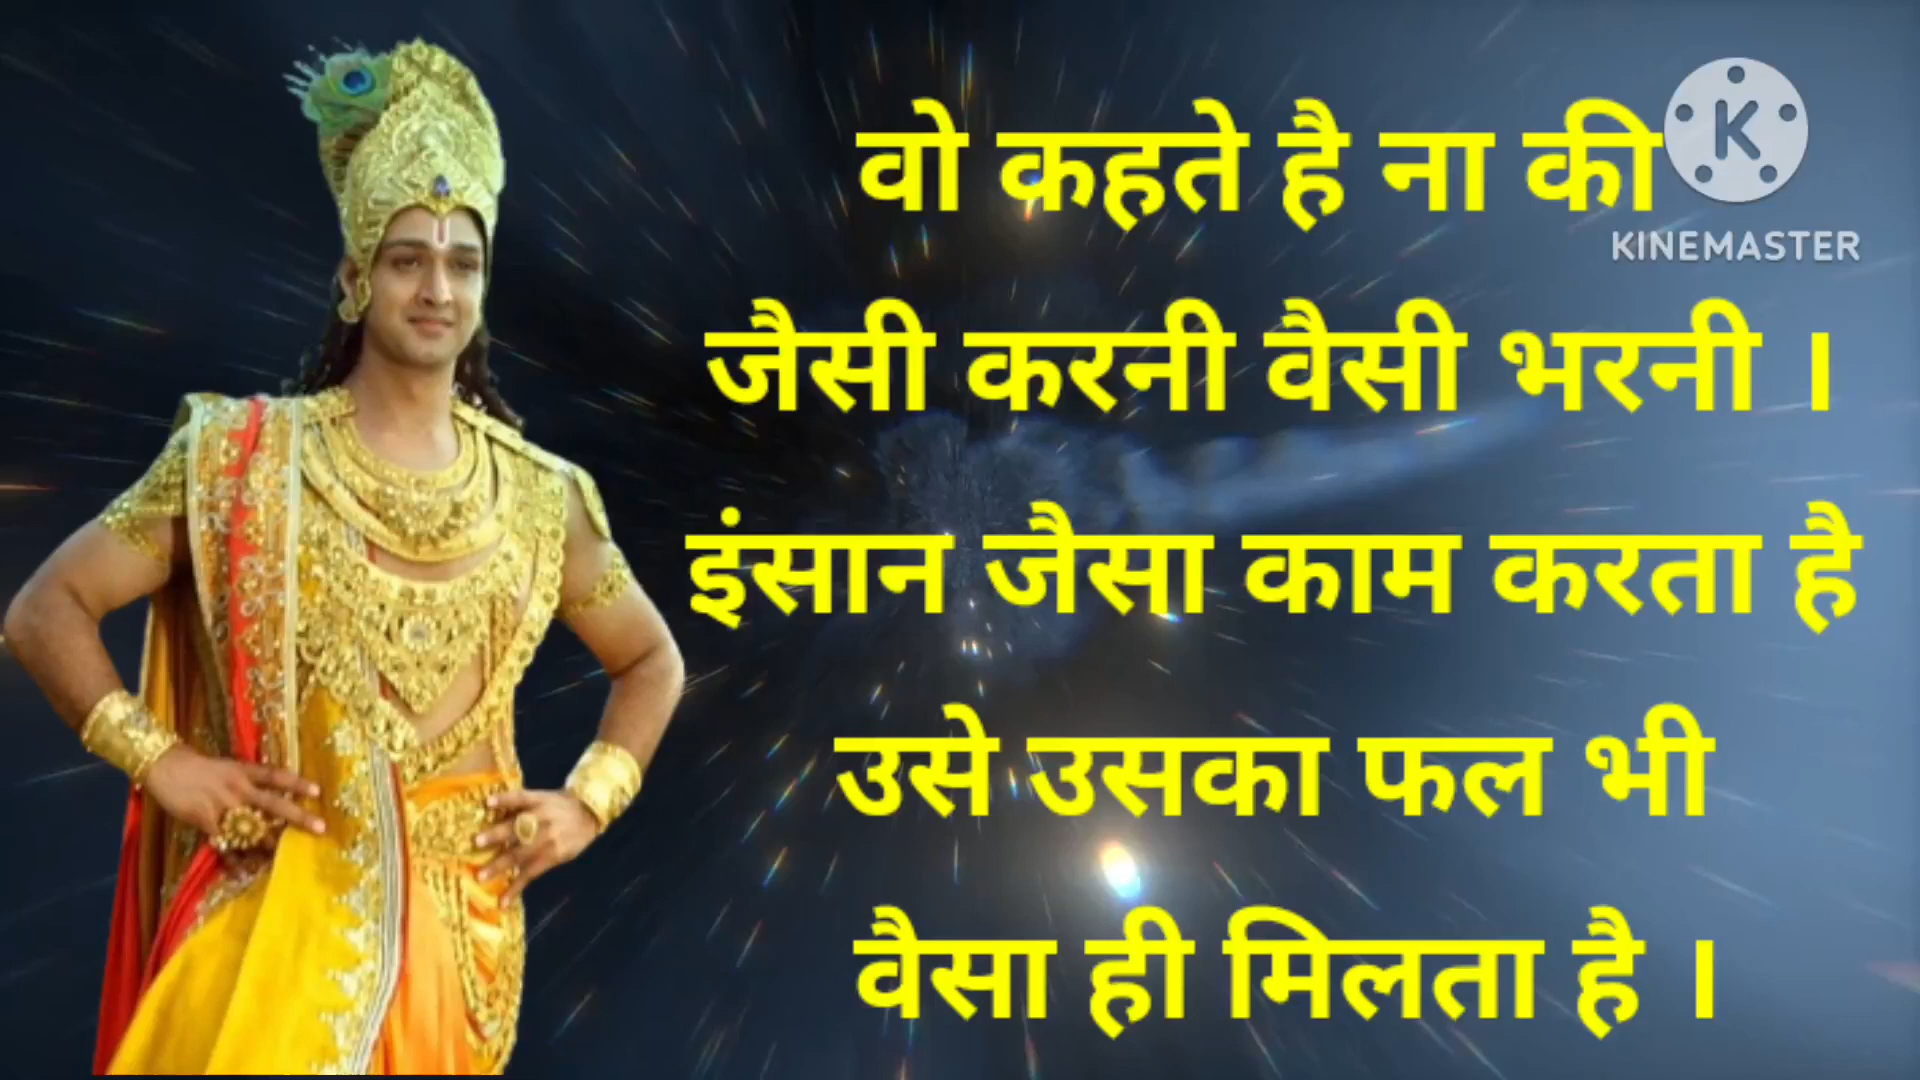 वो कहते है ना की
K
KINEMASTER
जैसी करनी वैसी भरनी ।
इंसान जैसा काम करता है
उसे उसका फल भी
वैसा ही मिलता है ।